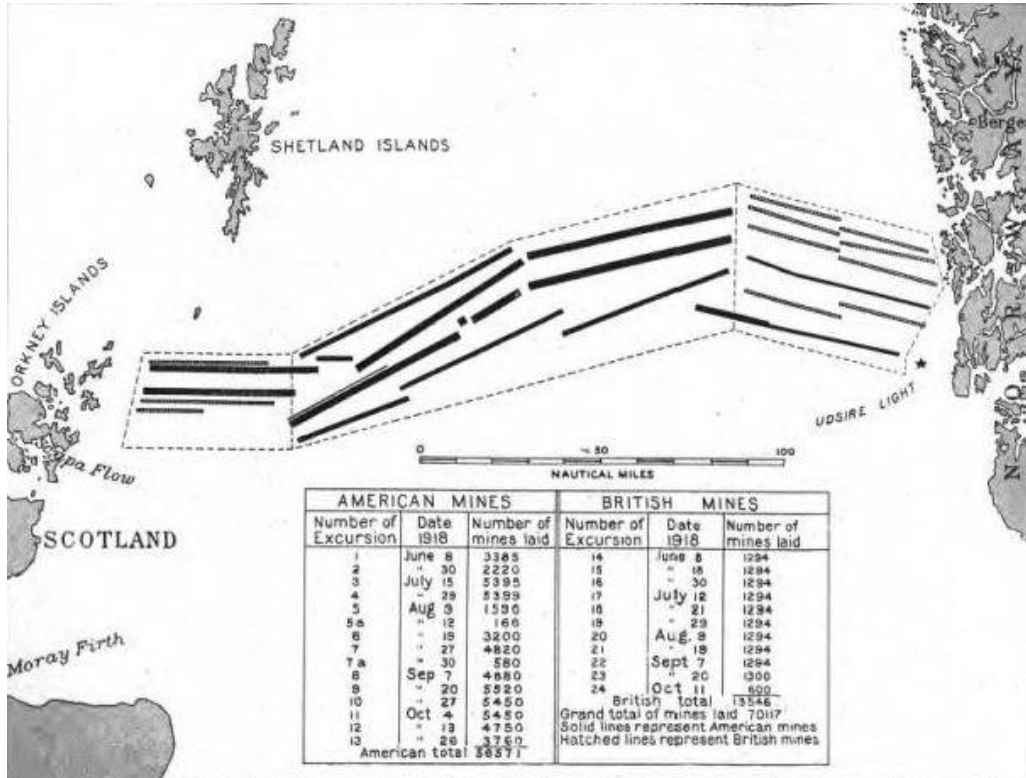 SHETLAND ISLANDS
Berge
NORWAY
ORKNEY ISLANDS
UDSIRE LIGHT
pa Flow
0 50 100
NAUTICAL MILES
SCOTLAND
Moray Firth
AMERICAN MINES
Number of Excursion Date 1918 Number of mines laid
1 June 8 3385
2 " 30 2220
3 July 15 5395
4 " 29 5399
5 Aug 9 1596
5a " 12 166
6 " 19 3200
7 " 27 4820
7a " 30 580
8 Sep 7 4880
9 " 20 5520
10 " 27 5450
11 Oct 4 5450
12 " 13 4750
13 " 26 3760
American total 56571
BRITISH MINES
Number of Excursion Date 1918 Number of mines laid
14 June 8 1294
15 " 18 1294
16 " 30 1294
17 July 12 1294
18 " 21 1294
19 " 29 1294
20 Aug. 9 1294
21 " 18 1294
22 Sept 7 1294
23 " 20 1300
24 Oct 11 600
British total 13546
Grand total of mines laid 70117
Solid lines represent American mines
Hatched lines represent British mines